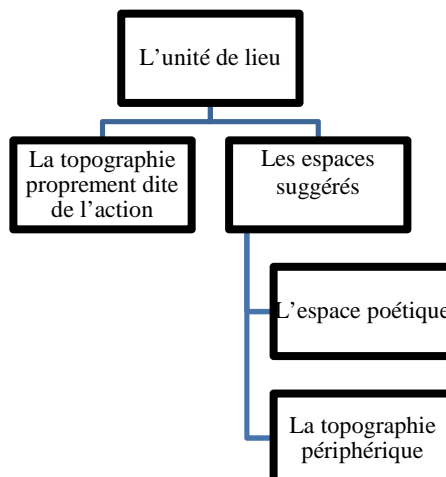 L’unité de lieu
La topographie
proprement dite
de l’action
Les espaces
suggérés
L’espace poétique
La topographie
périphérique